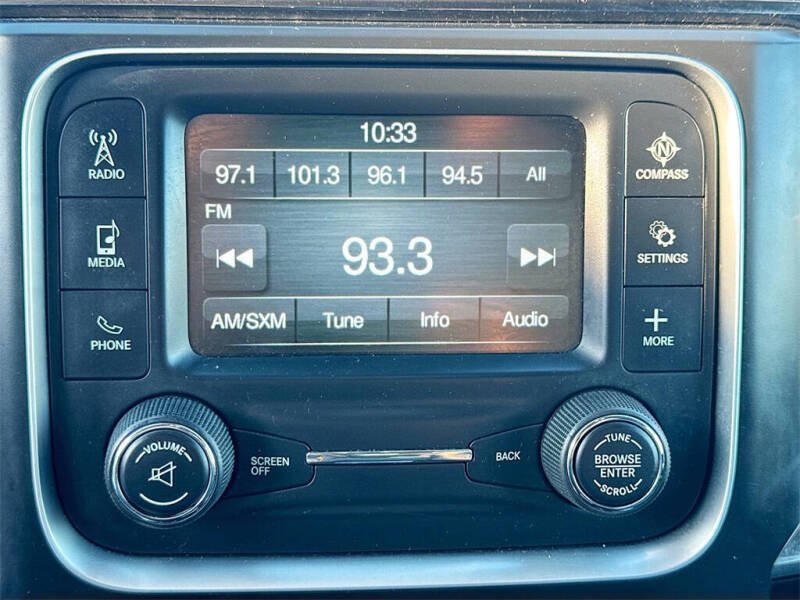 10:33
97.1 101.3 96.1 94.5 All
FM
93.3
AM/SXM Tune Info Audio
RADIO
MEDIA
PHONE
N
COMPASS
SETTINGS
MORE
VOLUME
SCREEN
OFF
BACK
TUNE
BROWSE
ENTER
SCROLL